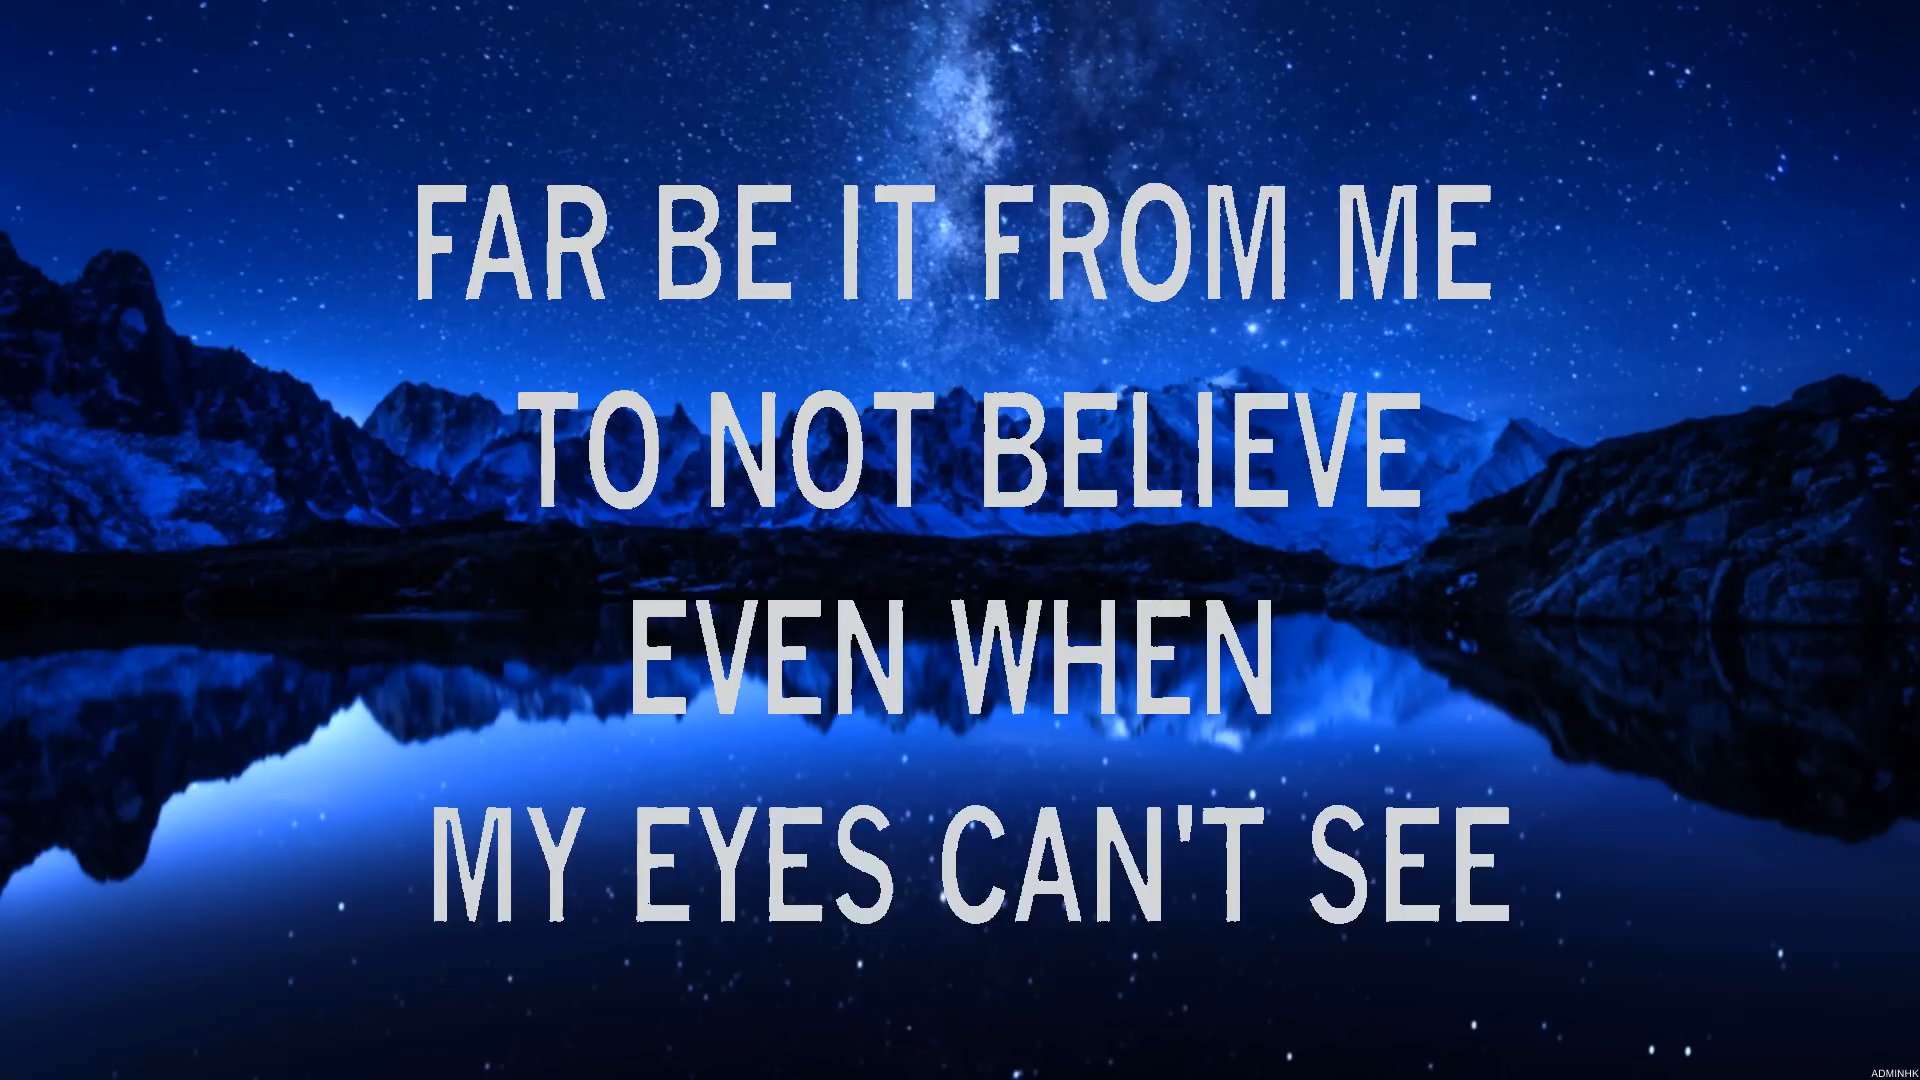 FAR BE IT FROM ME
TO NOT BELIEVE
EVEN WHEN
MY EYES CAN'T SEE
ADMINHK